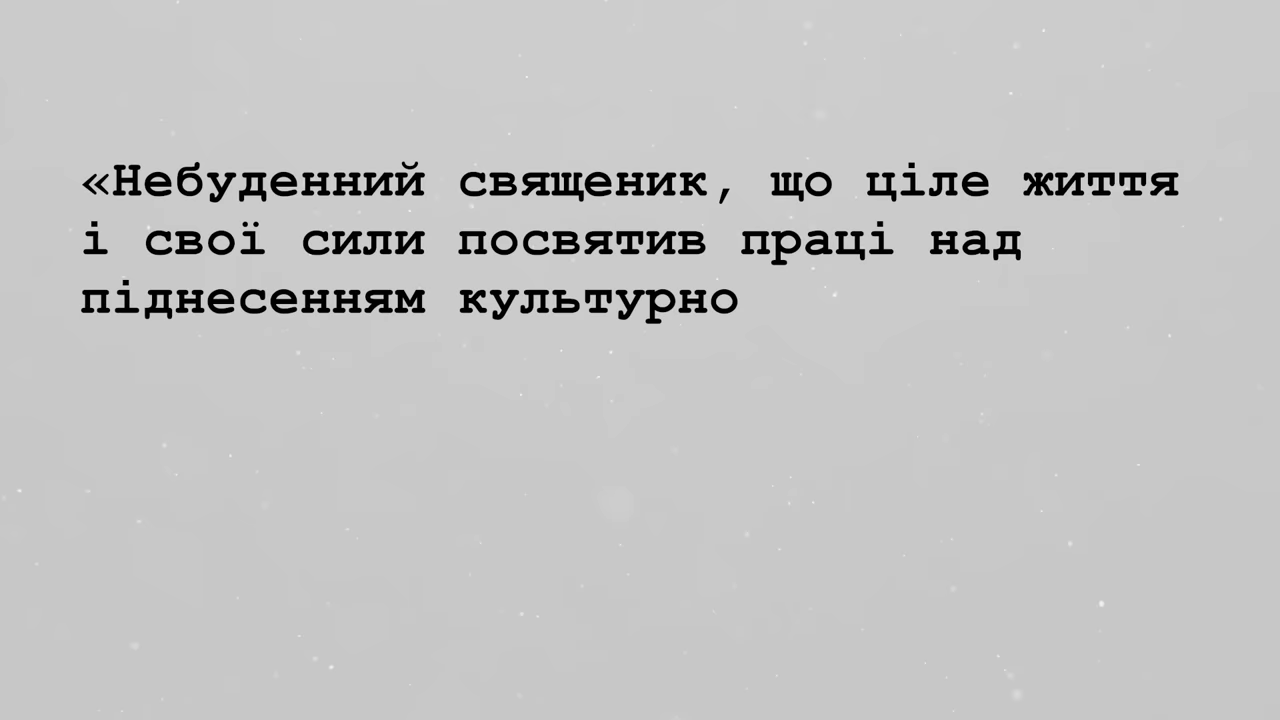 «Небуденний священик, що ціле життя
і свої сили посвятив праці над
піднесенням культурно